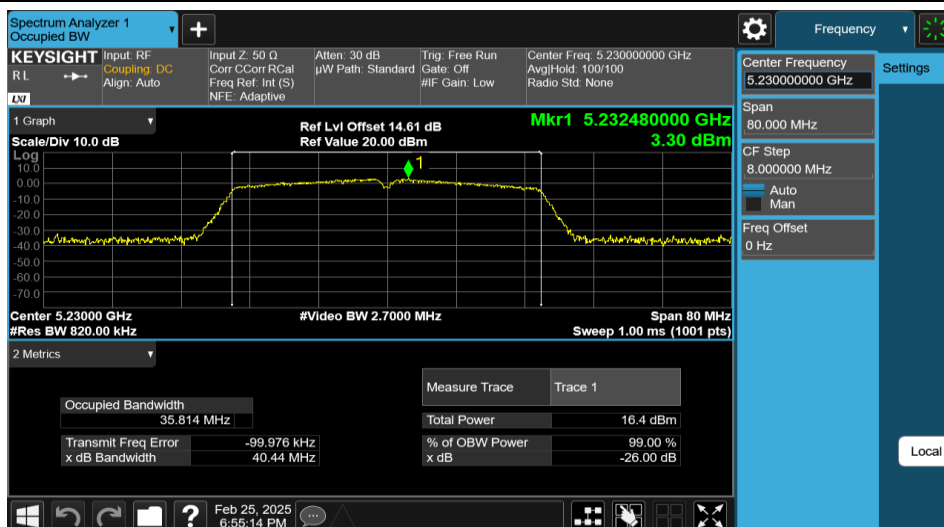 Spectrum Analyzer 1
Occupied BW
+
Frequency
KEYSIGHT
RL
LXI
Input: RF
Coupling: DC
Align: Auto
Input Z: 50 Ω
Corr CCorr RCal
Freq Ref: Int (S)
NFE: Adaptive
Atten: 30 dB
µW Path: Standard
Trig: Free Run
Gate: Off
#IF Gain: Low
Center Freq: 5.230000000 GHz
Avg|Hold: 100/100
Radio Std: None
Center Frequency
5.230000000 GHz
Settings
Span
80.000 MHz
CF Step
8.000000 MHz
Auto
Man
Freq Offset
0 Hz
1 Graph
Scale/Div 10.0 dB
Ref Lvl Offset 14.61 dB
Ref Value 20.00 dBm
Mkr1 5.232480000 GHz
3.30 dBm
Log
1
10.0
0.00
-10.0
-20.0
-30.0
-40.0
-50.0
-60.0
-70.0
Center 5.23000 GHz
#Video BW 2.7000 MHz
Span 80 MHz
#Res BW 820.00 kHz
Sweep 1.00 ms (1001 pts)
2 Metrics
Measure Trace
Trace 1
Occupied Bandwidth
35.814 MHz
Total Power
16.4 dBm
Transmit Freq Error
-99.976 kHz
% of OBW Power
99.00 %
x dB Bandwidth
40.44 MHz
x dB
-26.00 dB
Local
?
Feb 25, 2025
6:55:14 PM